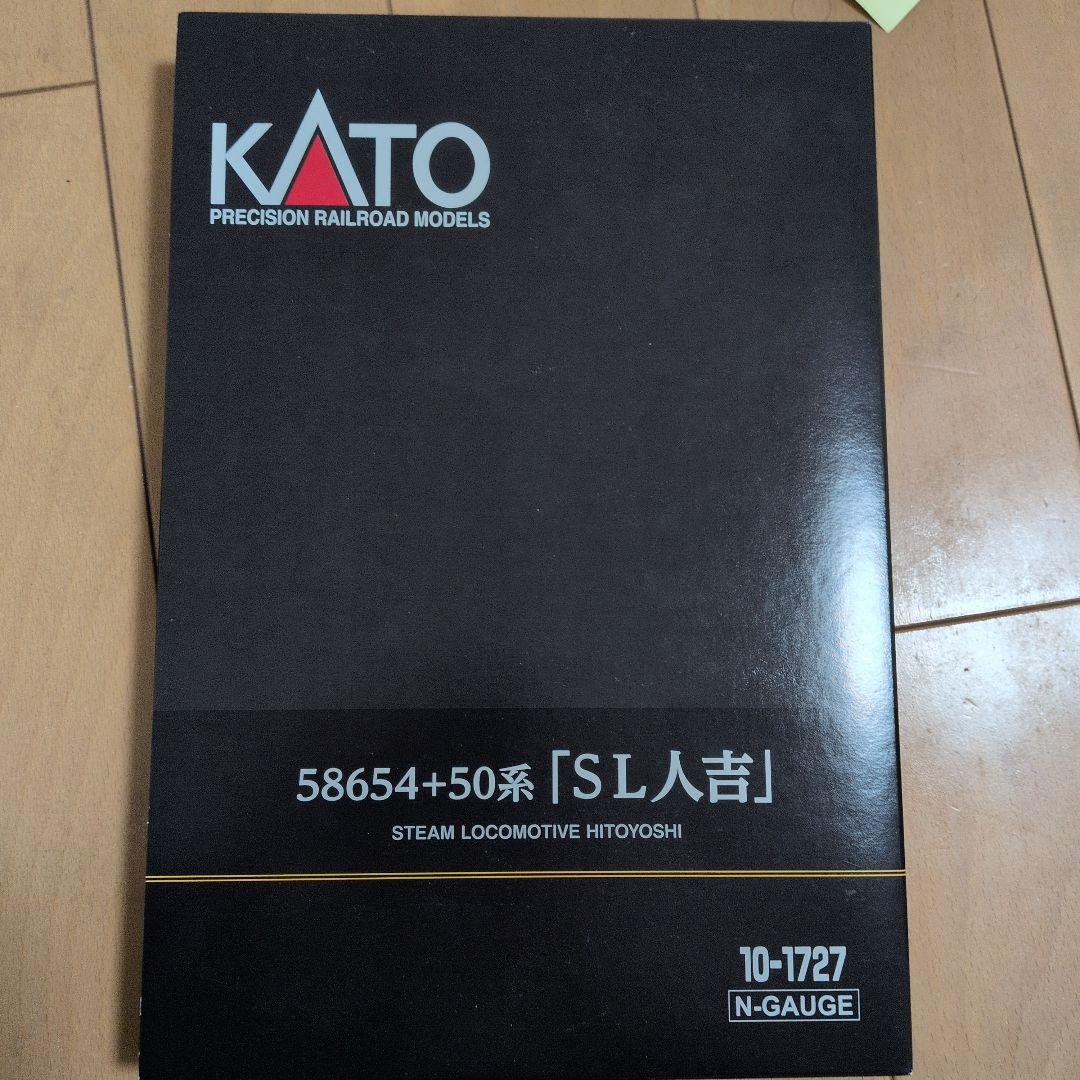 KATO
PRECISION RAILROAD MODELS
58654+50系「SL人吉」
STEAM LOCOMOTIVE HITOYOSHI
10-1727
N-GAUGE